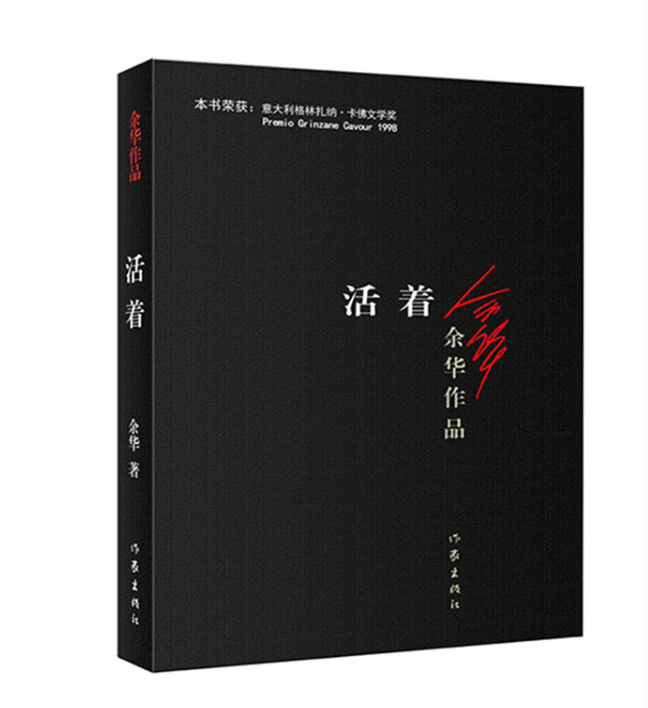 本书荣获：意大利格林扎纳·卡佛文学奖
Premio Grinzane Cavour 1998
活着
余华
余华作品
作家出版社
余华作品
活着
余华 著
作家出版社